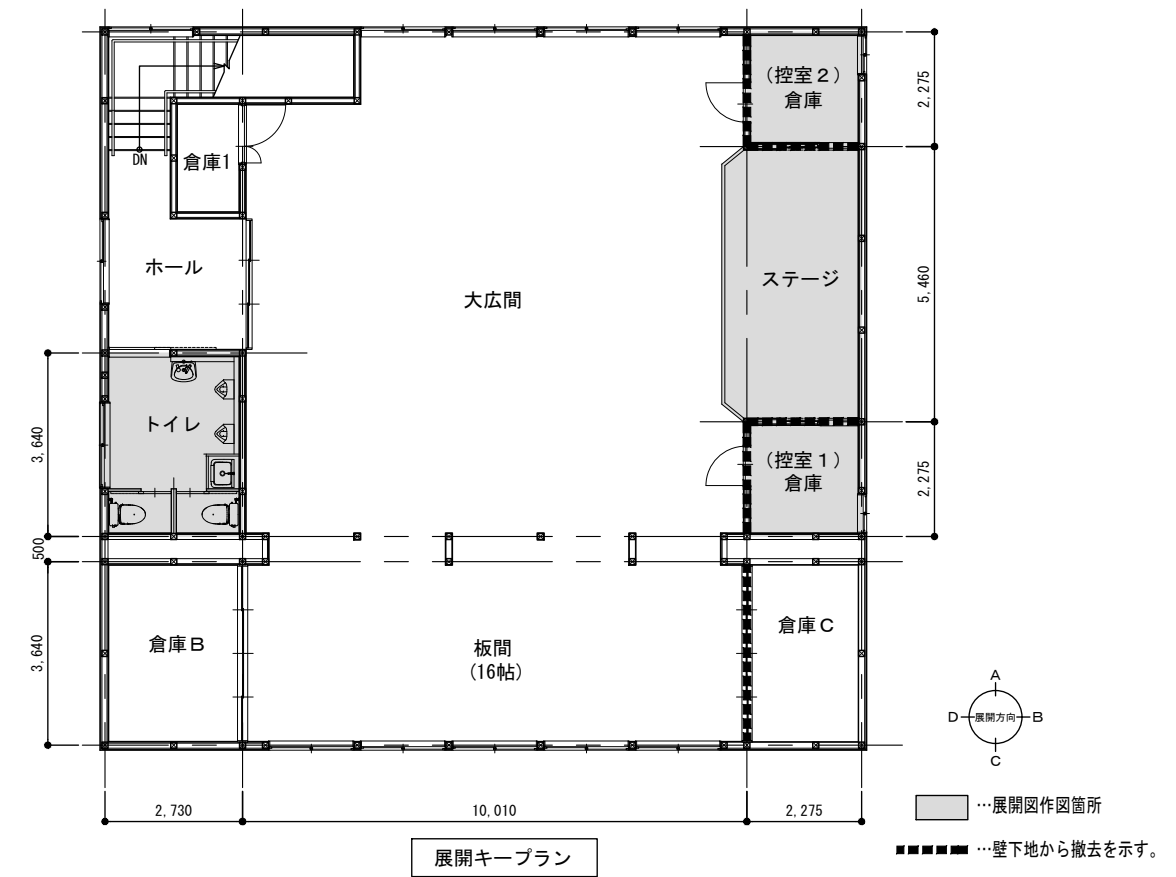 （控室２）
倉庫
2,275
倉庫1
DN
ホール
大広間
ステージ
5,460
トイレ
3,640
（控室１）
倉庫
2,275
500
倉庫Ｂ
3,640
板間
(16帖)
倉庫Ｃ
A
D
展開方向
B
C
2,730
10,010
2,275
…展開図作図箇所
…壁下地から撤去を示す。
展開キープラン